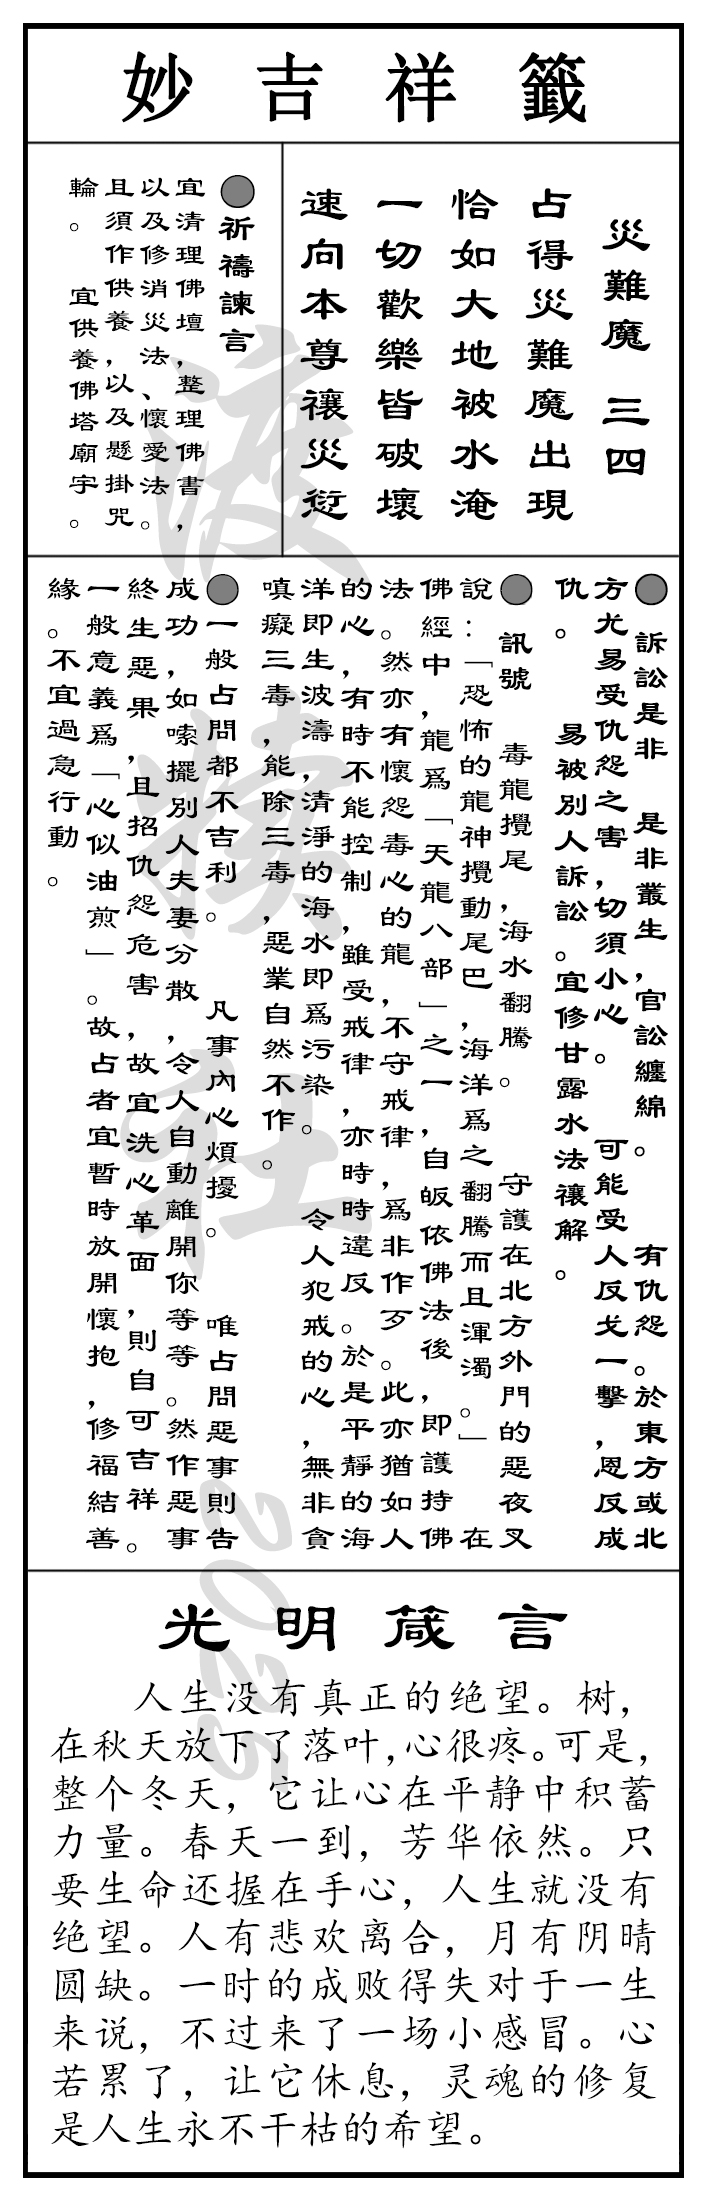 妙吉祥籤
災難魔 三四
占得災難魔出現
恰如大地被水淹
一切歡樂皆破壞
速向本尊禳災愆
●祈禱諫言
宜清理佛壇，整理佛書，
以及修消災法、懷愛法。
且須作供養，以及懸掛咒
輪。 宜供養佛塔廟宇。
● 訴訟是非 是非叢生，官訟纏綿。 有仇怨。於東方或北
方尤易受仇怨之害，切須小心。 可能受人反戈一擊，恩反成
仇。 易被別人訴訟。宜修甘露水法禳解。
● 訊號 毒龍攪尾，海水翻騰。 守護在北方外門的惡夜叉
說：「恐怖的龍神攪動尾巴，海洋爲之翻騰而且渾濁。」 在
佛經中，龍爲「天龍八部」之一，自皈依佛法後，即護持佛
法。然亦有懷怨毒心的龍，不守戒律，爲非作歹。此亦猶如人
的心，有時不能控制，雖受戒律，亦時時違反。於是平靜的海
洋即生波濤，清淨的海水即爲污染。 令人犯戒的心，無非貪
嗔癡三毒，能除三毒，惡業自然不作。
●一般占問都不吉利。 凡事內心煩擾。 唯占問惡事則告
成功，如嗦擺別人夫妻分散，令人自動離開你等等。然作惡事
終生惡果，且招仇怨危害，故宜洗心革面，則自可吉祥。
一般意義爲「心似油煎」。故占者宜暫時放開懷抱，修福結善
緣。不宜過急行動。
光明箴言
人生没有真正的绝望。树，
在秋天放下了落叶，心很疼。可是，
整个冬天，它让心在平静中积蓄
力量。春天一到，芳华依然。只
要生命还握在手心，人生就没有
绝望。人有悲欢离合，月有阴晴
圆缺。一时的成败得失对于一生
来说，不过来了一场小感冒。心
若累了，让它休息，灵魂的修复
是人生永不干枯的希望。
2025